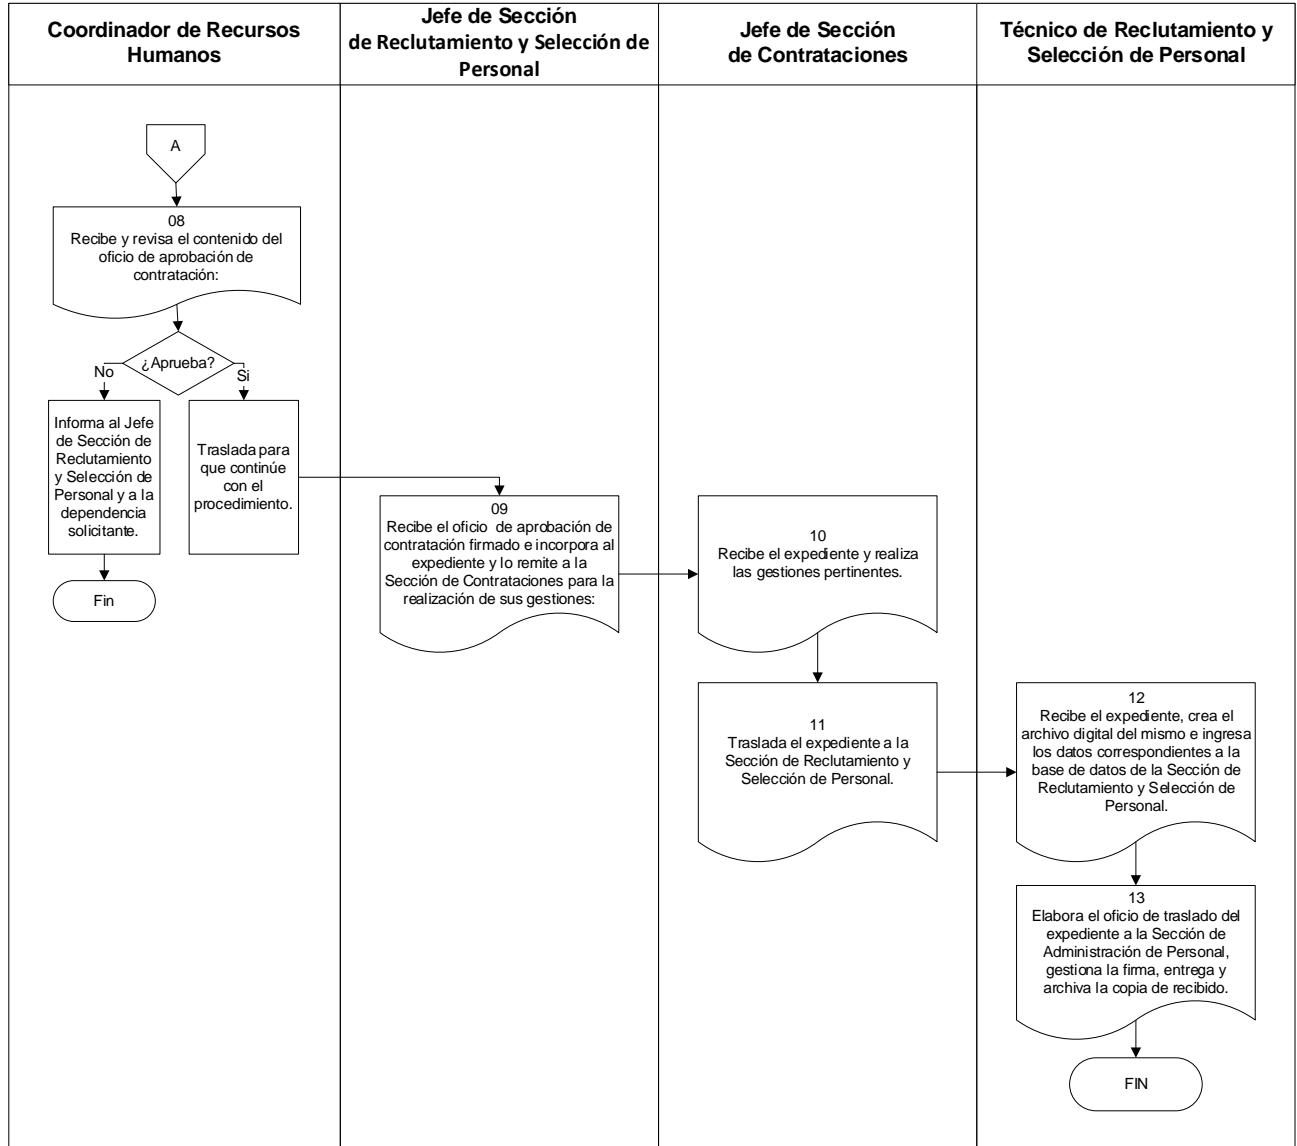 Coordinador de Recursos
Humanos
Jefe de Sección
de Reclutamiento y Selección de
Personal
Jefe de Sección
de Contrataciones
Técnico de Reclutamiento y
Selección de Personal
A
08
Recibe y revisa el contenido del
oficio de aprobación de
contratación:
¿Aprueba?
No
Si
Informa al Jefe
de Sección de
Reclutamiento
y Selección de
Personal y a la
dependencia
solicitante.
Traslada para
que continúe
con el
procedimiento.
Fin
09
Recibe el oficio de aprobación de
contratación firmado e incorpora al
expediente y lo remite a la
Sección de Contrataciones para la
realización de sus gestiones:
10
Recibe el expediente y realiza
las gestiones pertinentes.
11
Traslada el expediente a la
Sección de Reclutamiento y
Selección de Personal.
12
Recibe el expediente, crea el
archivo digital del mismo e ingresa
los datos correspondientes a la
base de datos de la Sección de
Reclutamiento y Selección de
Personal.
13
Elabora el oficio de traslado del
expediente a la Sección de
Administración de Personal,
gestiona la firma, entrega y
archiva la copia de recibido.
FIN